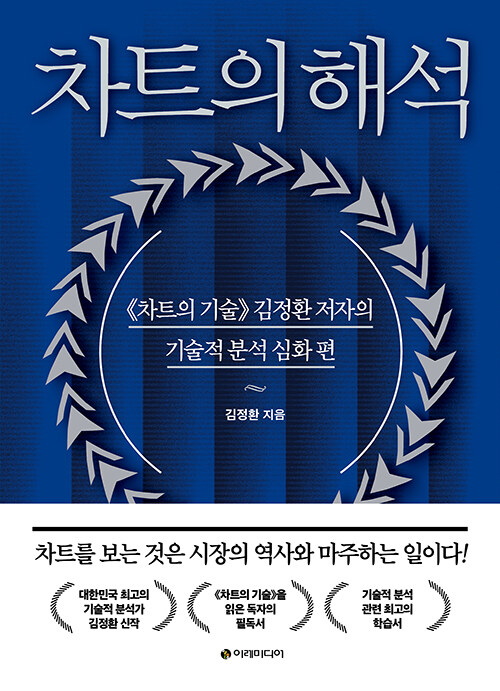 차트의 해석
《차트의 기술》 김정환 저자의
기술적 분석 심화 편
김정환 지음
차트를 보는 것은 시장의 역사와 마주하는 일이다!
대한민국 최고의
기술적 분석가
김정환 신작
《차트의 기술》을
읽은 독자의
필독서
기술적 분석
관련 최고의
학습서
이레미디어